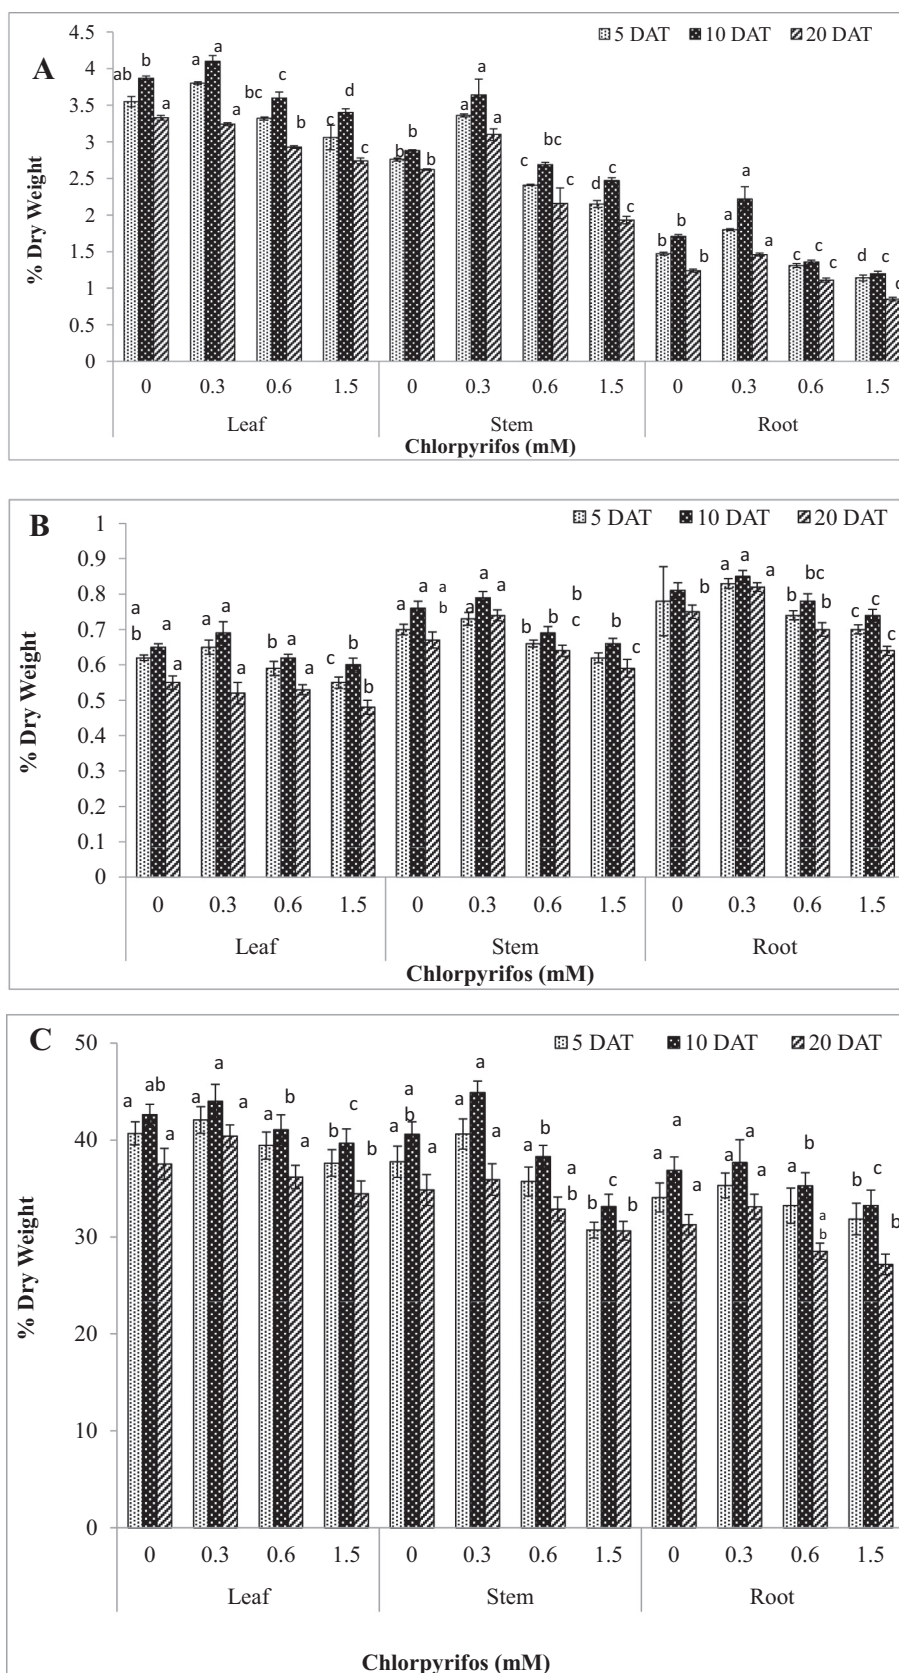 A
5 DAT 10 DAT 20 DAT
4.5
4
3.5
3
2.5
2
1.5
1
0.5
0
% Dry Weight
ab b a a a a bc c b c d c
b b b a a a c bc c d c c
b b b a a a c c c d c c
0 0.3 0.6 1.5 0 0.3 0.6 1.5 0 0.3 0.6 1.5
Leaf Stem Root
Chlorpyrifos (mM)
B
5 DAT 10 DAT 20 DAT
1
0.9
0.8
0.7
0.6
0.5
0.4
0.3
0.2
0.1
0
% Dry Weight
a b a a a a a b a a c b b
a a a b a a a b b b c b c
b a a a b bc b c c c
0 0.3 0.6 1.5 0 0.3 0.6 1.5 0 0.3 0.6 1.5
Leaf Stem Root
Chlorpyrifos (mM)
C
5 DAT 10 DAT 20 DAT
50
40
30
20
10
0
% Dry Weight
a ab a a a a a b a b c b
a a b a a a a a b a b b c b
a a a a a a a b a b b c b
0 0.3 0.6 1.5 0 0.3 0.6 1.5 0 0.3 0.6 1.5
Leaf Stem Root
Chlorpyrifos (mM)